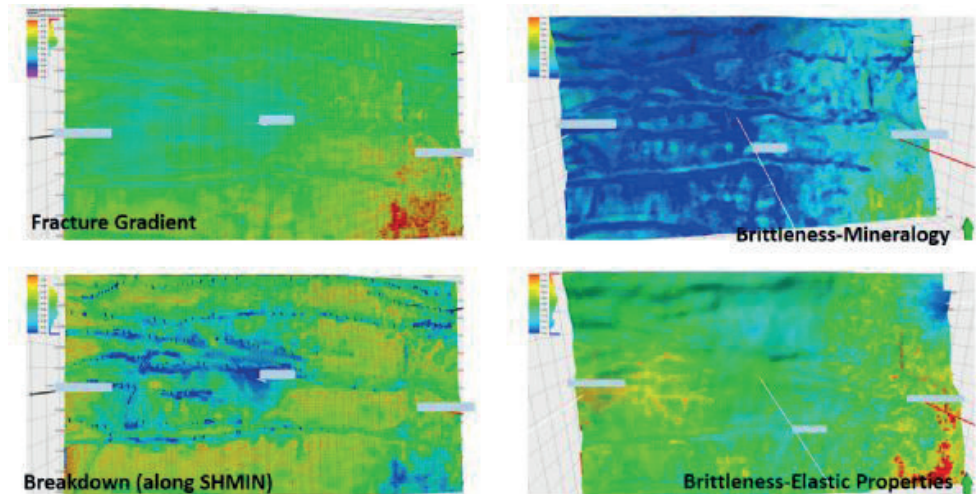 Fracture Gradient
Brittleness-Mineralogy
Breakdown (along SHMIN)
Brittleness-Elastic Properties